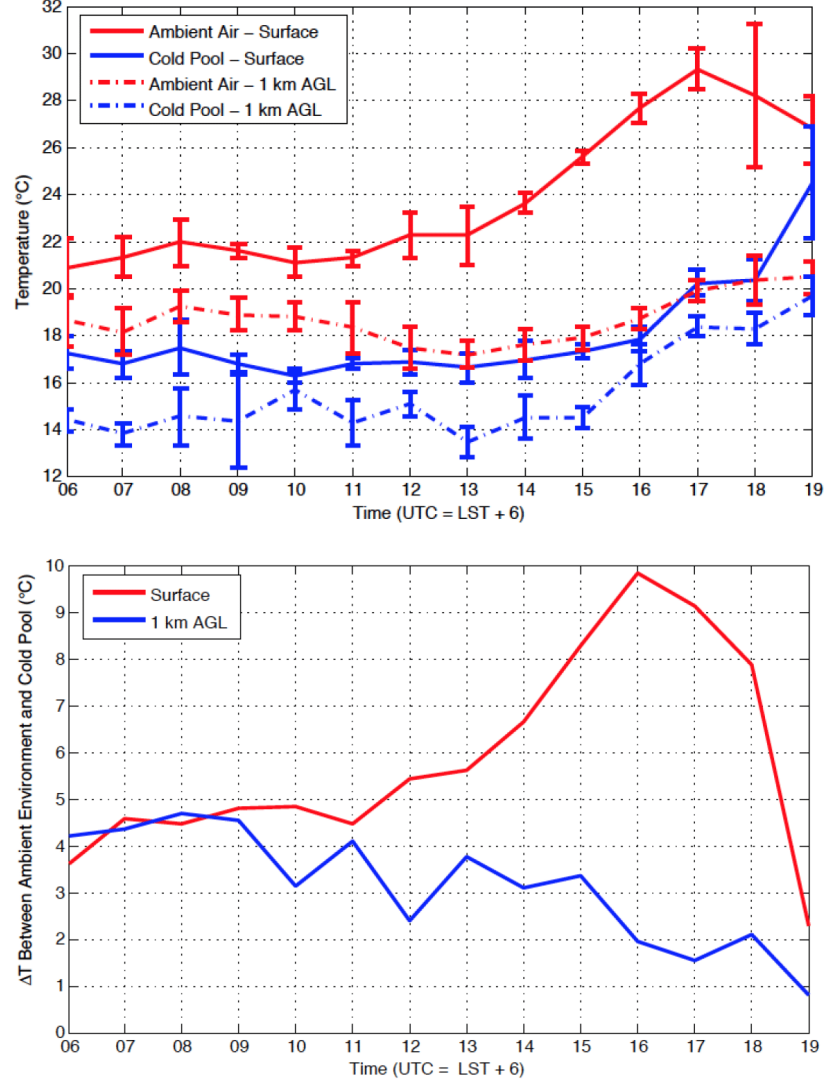 32
30
28
26
24
22
20
18
16
14
12
Temperature (°C)
Ambient Air – Surface
Cold Pool – Surface
Ambient Air – 1 km AGL
Cold Pool – 1 km AGL
06 07 08 09 10 11 12 13 14 15 16 17 18 19
Time (UTC = LST + 6)
10
9
8
7
6
5
4
3
2
1
0
ΔT Between Ambient Environment and Cold Pool (°C)
Surface
1 km AGL
06 07 08 09 10 11 12 13 14 15 16 17 18 19
Time (UTC = LST + 6)